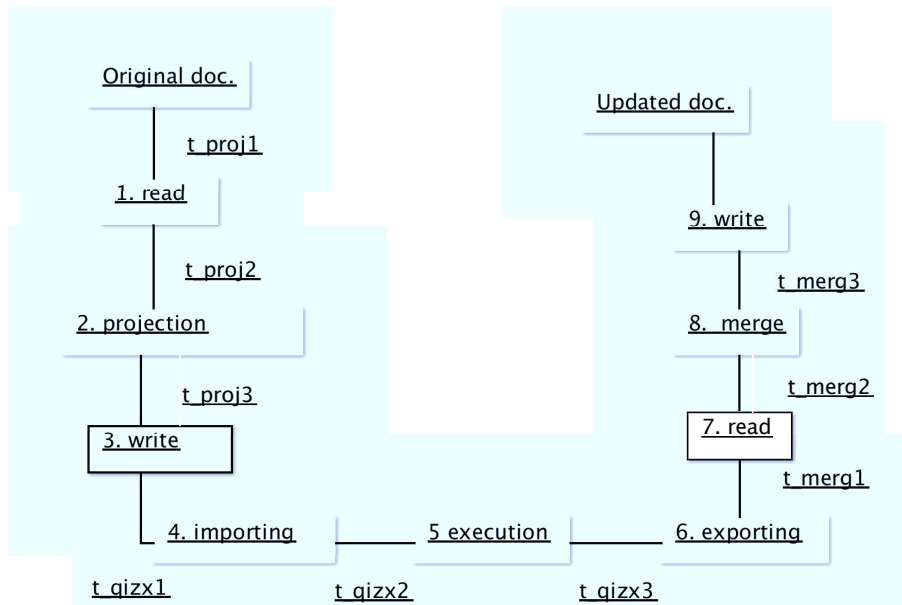 Original doc.
t_proj1
1. read
t_proj2
2. projection
t_proj3
3. write
4. importing
t_qizx1
t_qizx2
5 execution
t_qizx3
6. exporting
t_merg1
7. read
t_merg2
8. merge
t_merg3
9. write
Updated doc.